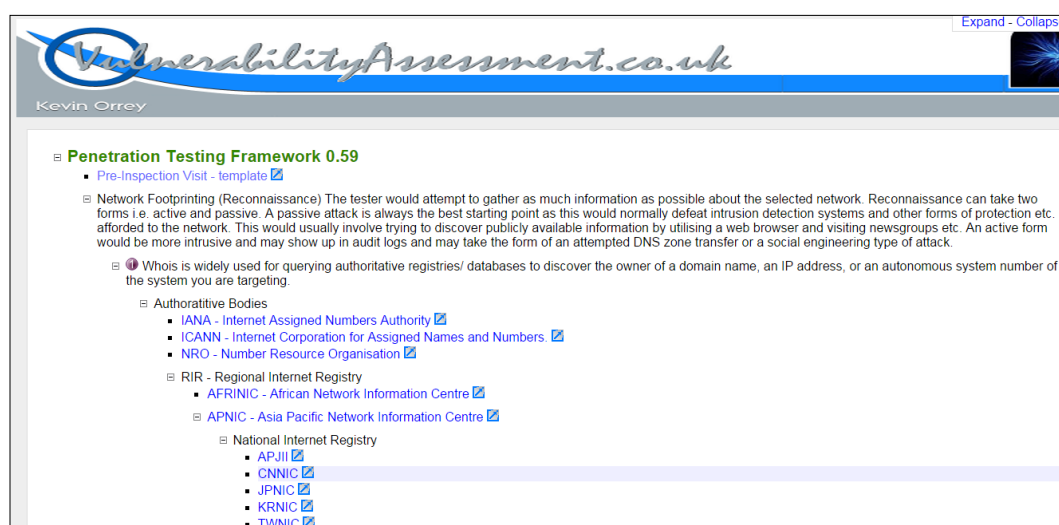 Expand - Collaps
VulnerabilityAssessment.co.uk
Kevin Orrey
Penetration Testing Framework 0.59
Pre-Inspection Visit - template
Network Footprinting (Reconnaissance) The tester would attempt to gather as much information as possible about the selected network. Reconnaissance can take two
forms i.e. active and passive. A passive attack is always the best starting point as this would normally defeat intrusion detection systems and other forms of protection etc.
afforded to the network. This would usually involve trying to discover publicly available information by utilising a web browser and visiting newsgroups etc. An active form
would be more intrusive and may show up in audit logs and may take the form of an attempted DNS zone transfer or a social engineering type of attack.
Whois is widely used for querying authoritative registries/ databases to discover the owner of a domain name, an IP address, or an autonomous system number of
the system you are targeting.
Authoratitive Bodies
IANA - Internet Assigned Numbers Authority
ICANN - Internet Corporation for Assigned Names and Numbers.
NRO - Number Resource Organisation
RIR - Regional Internet Registry
AFRINIC - African Network Information Centre
APNIC - Asia Pacific Network Information Centre
National Internet Registry
APJII
CNNIC
JPNIC
KRNIC
TWNIC